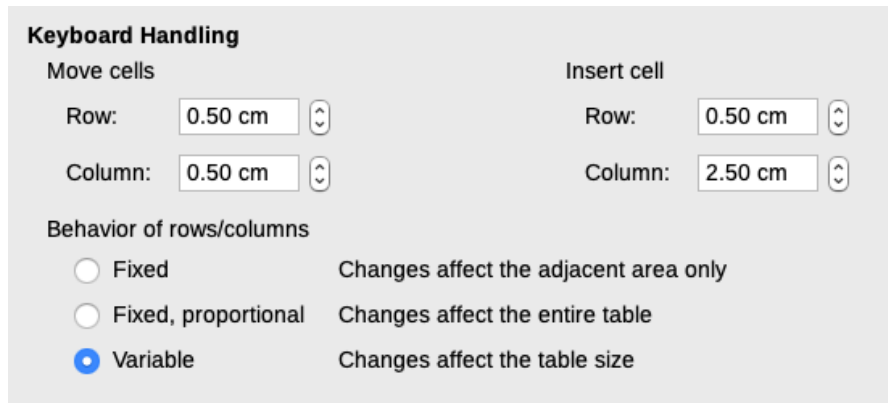 Keyboard Handling
Move cells Insert cell
Row: 0.50 cm Row: 0.50 cm
Column: 0.50 cm Column: 2.50 cm
Behavior of rows/columns
Fixed Changes affect the adjacent area only
Fixed, proportional Changes affect the entire table
Variable Changes affect the table size